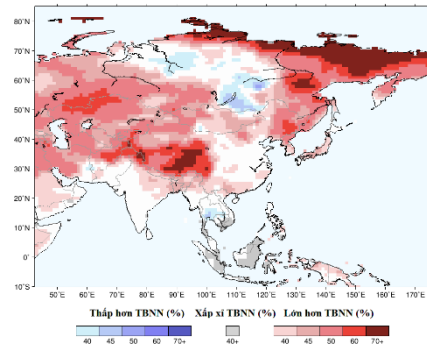 80°N
70°N
60°N
50°N
40°N
30°N
20°N
10°N
0°
10°S
50°E 60°E 70°E 80°E 90°E 100°E 110°E 120°E 130°E 140°E 150°E 160°E 170°E
Thấp hơn TBNN (%) Xấp xỉ TBNN (%) Lớn hơn TBNN (%)
40 45 50 60 70+ 40+ 40 45 50 60 70+